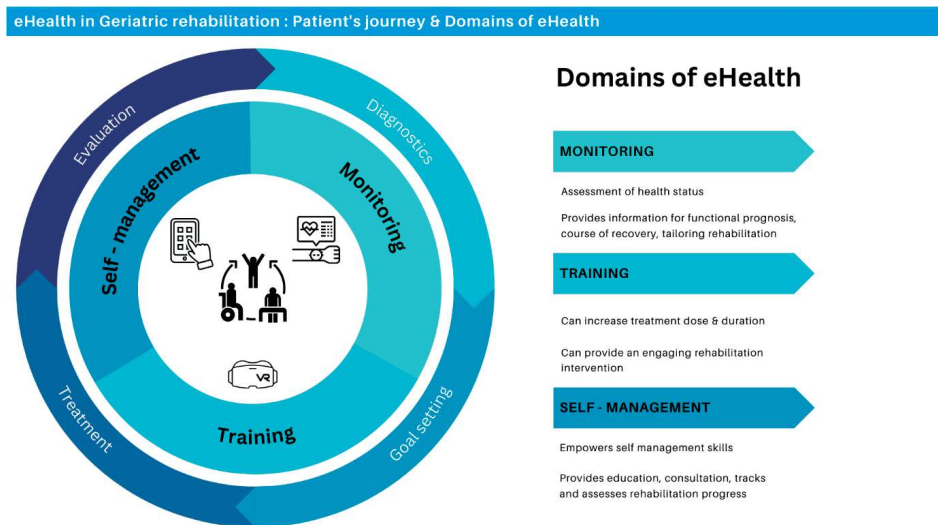 eHealth in Geriatric rehabilitation : Patient's journey & Domains of eHealth
Evaluation
Diagnostics
Goal setting
Treatment
Self - management
Monitoring
Training
VR
Domains of eHealth
MONITORING
Assessment of health status
Provides information for functional prognosis,
course of recovery, tailoring rehabilitation
TRAINING
Can increase treatment dose & duration
Can provide an engaging rehabilitation
intervention
SELF - MANAGEMENT
Empowers self management skills
Provides education, consultation, tracks
and assesses rehabilitation progress